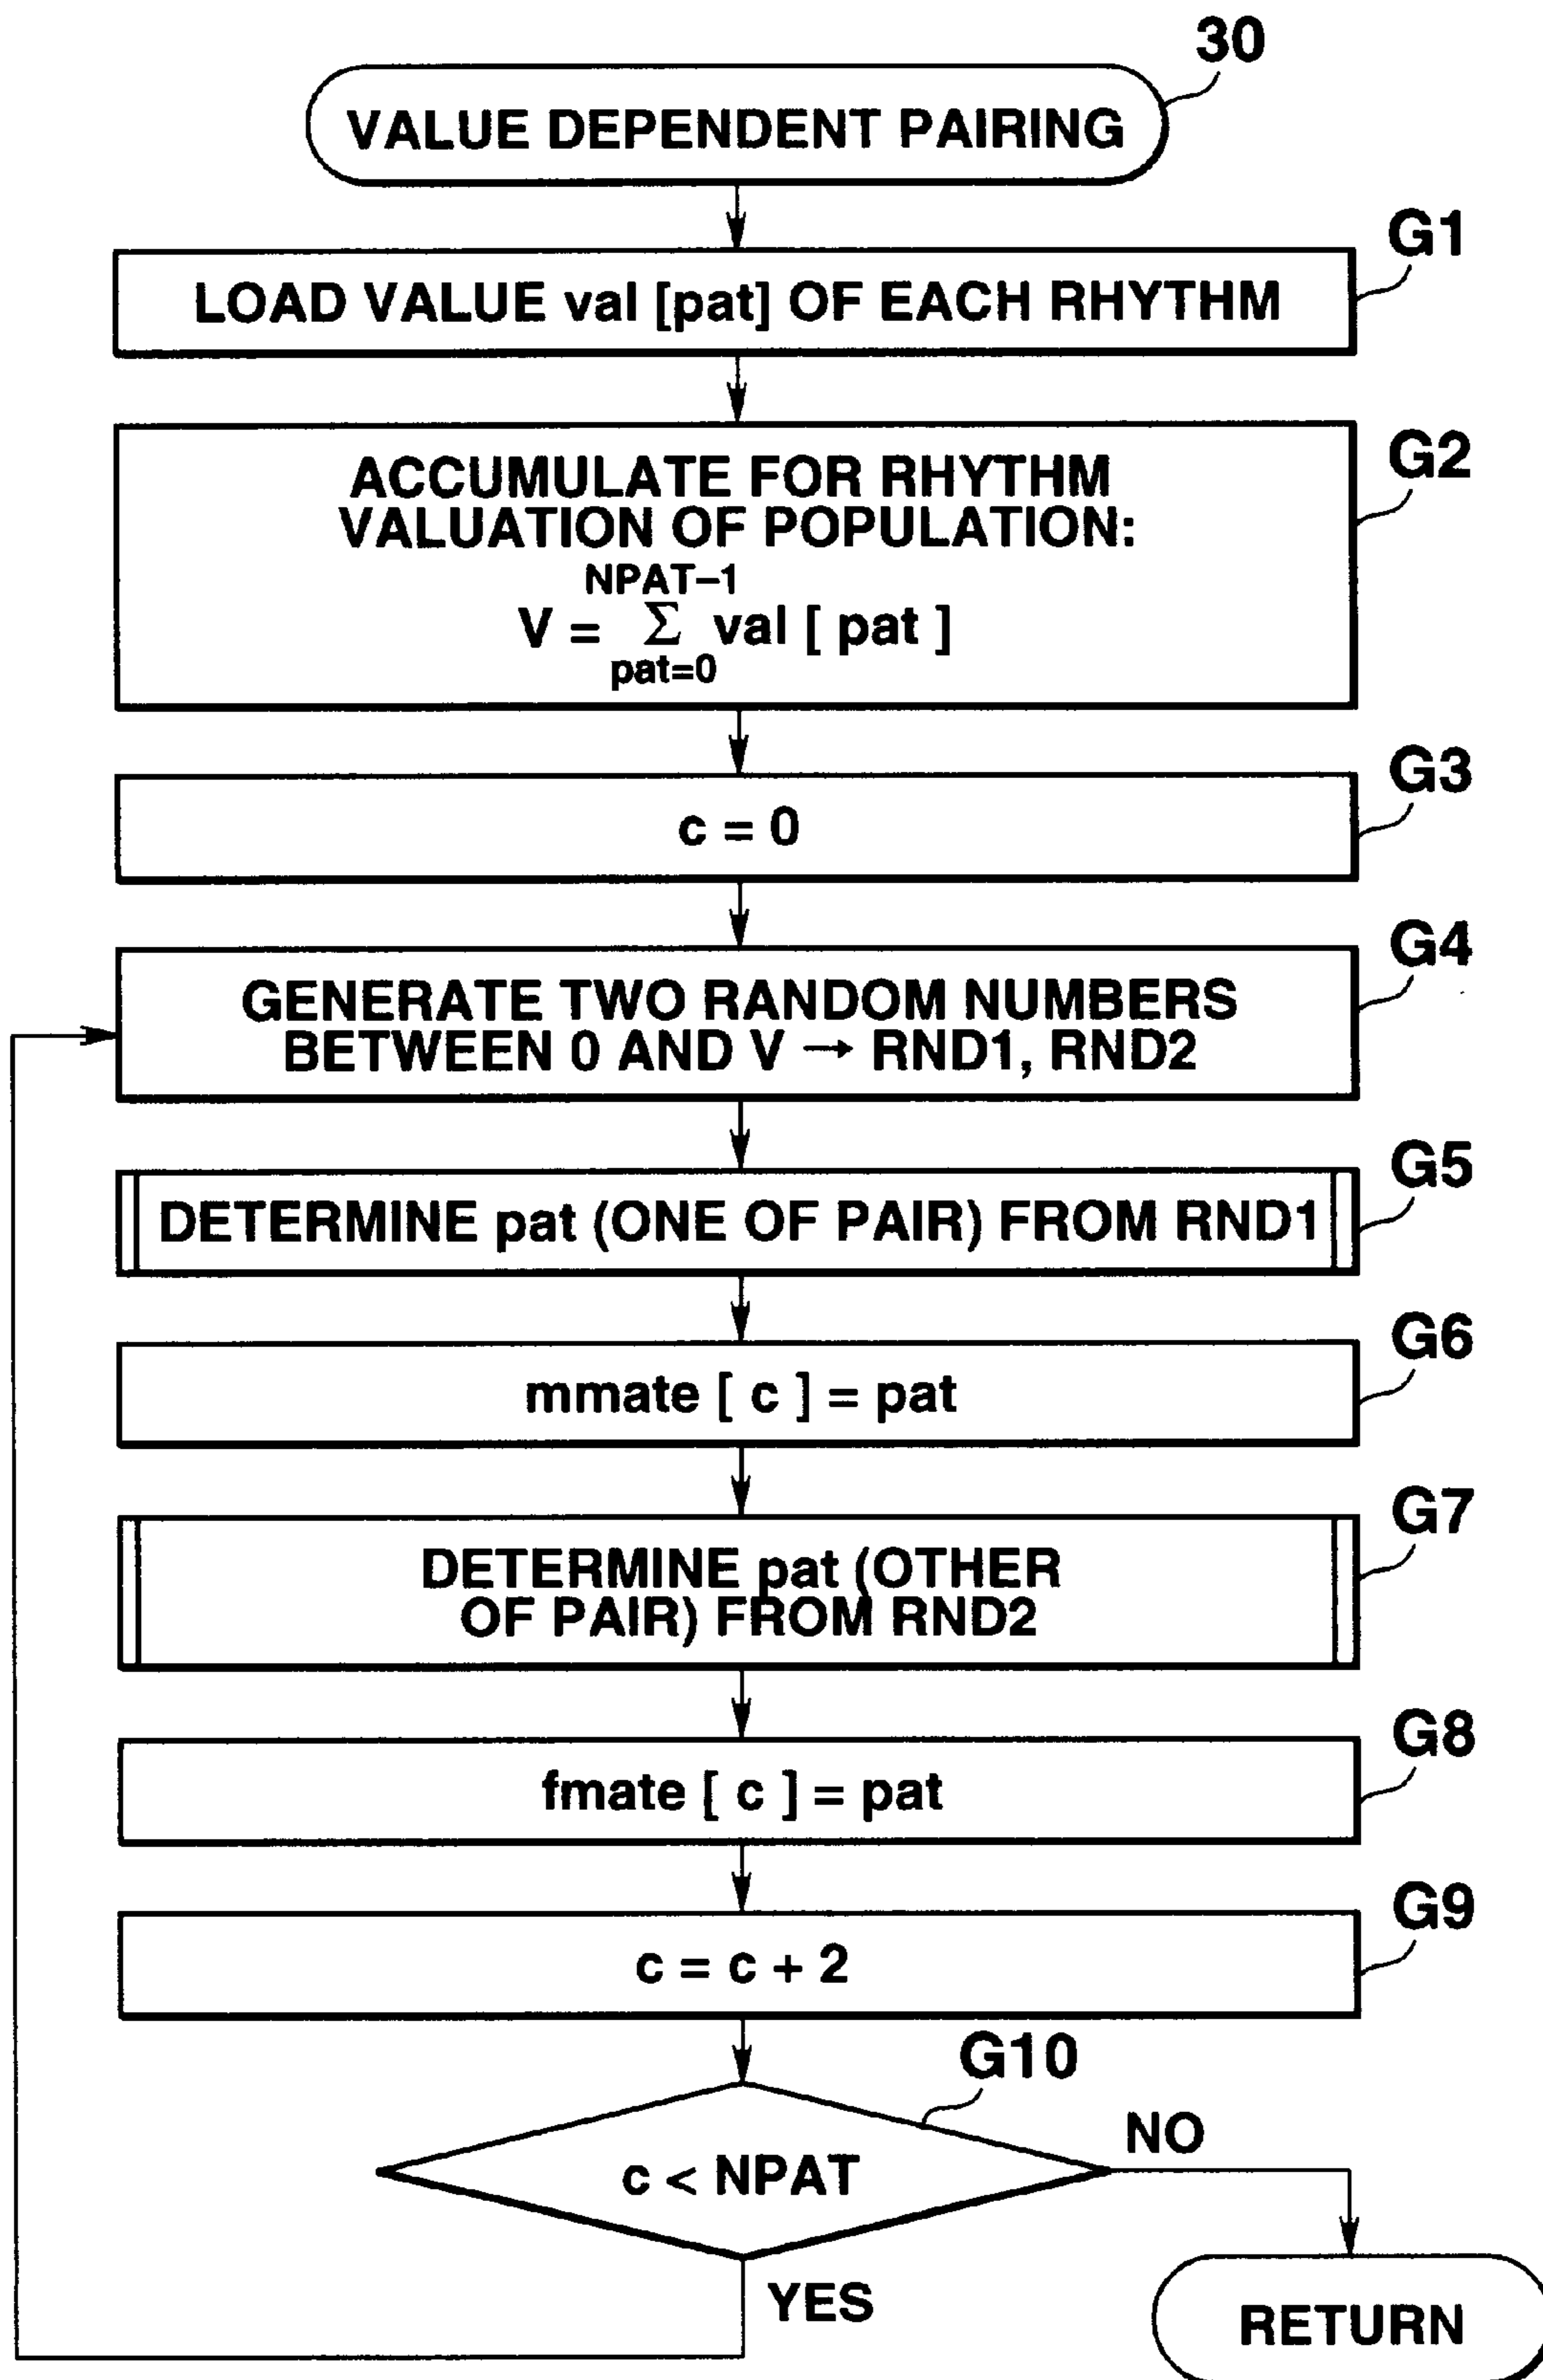 30
VALUE DEPENDENT PAIRING
G1
LOAD VALUE val [pat] OF EACH RHYTHM
G2
ACCUMULATE FOR RHYTHM
VALUATION OF POPULATION:
NPAT–1
V = Σ val [ pat ]
pat=0
G3
c = 0
G4
GENERATE TWO RANDOM NUMBERS
BETWEEN 0 AND V → RND1, RND2
G5
DETERMINE pat (ONE OF PAIR) FROM RND1
G6
mmate [ c ] = pat
G7
DETERMINE pat (OTHER
OF PAIR) FROM RND2
G8
fmate [ c ] = pat
G9
c = c + 2
G10
c < NPAT
NO
YES
RETURN